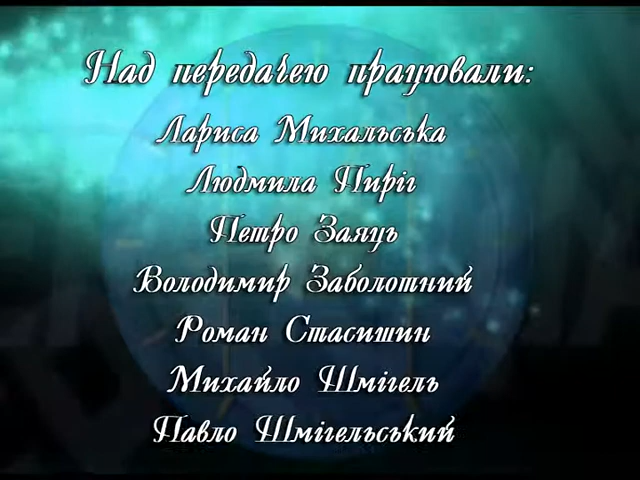 Над передачею працювали:
Лариса Михальська
Людмила Пиріг
Петро Заяць
Володимир Заболотний
Роман Стасишин
Михайло Шмігель
Павло Шмігельський